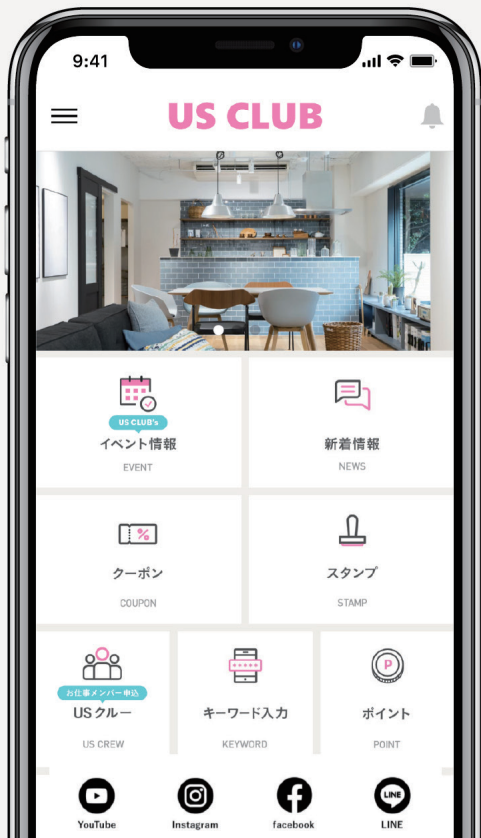 9:41
US CLUB
US CLUB's
イベント情報
EVENT
新着情報
NEWS
%
クーポン
COUPON
スタンプ
STAMP
お仕事メンバー申込
USクルー
US CREW
キーワード入力
KEYWORD
P
ポイント
POINT
YouTube
Instagram
facebook
LINE
LINE